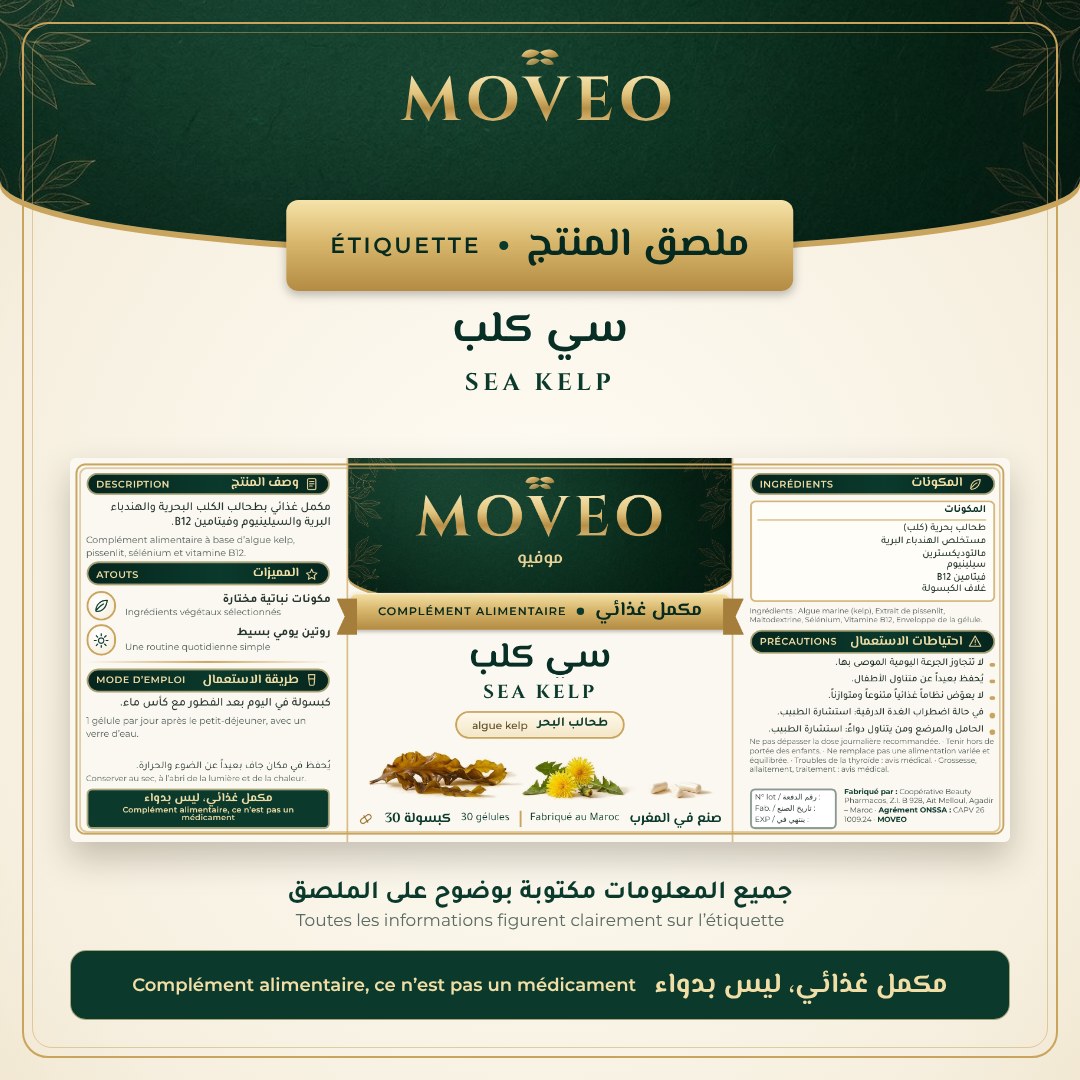 MOVEO
ÉTIQUETTE • ملصق المنتج
سي كلب
SEA KELP
DESCRIPTION وصف المنتج
مكمل غذائي بطحالب الكلب البحرية والهندباء
البرية والسيلينيوم وفيتامين B12.
Complément alimentaire à base d’algue kelp,
pissenlit, sélénium et vitamine B12.
ATOUTS المميزات
مكونات نباتية مختارة
Ingrédients végétaux sélectionnés
روتين يومي بسيط
Une routine quotidienne simple
MODE D’EMPLOI طريقة الاستعمال
كبسولة في اليوم بعد الفطور مع كأس ماء.
1 gélule par jour après le petit-déjeuner, avec un
verre d’eau.
يُحفظ في مكان جاف بعيداً عن الضوء والحرارة.
Conserver au sec, à l’abri de la lumière et de la chaleur.
مكمل غذائي، ليس بدواء
Complément alimentaire, ce n’est pas un
médicament
MOVEO
موفيو
COMPLÉMENT ALIMENTAIRE • مكمل غذائي
سي كلب
SEA KELP
algue kelp طحالب البحر
30 كبسولة 30 gélules | Fabriqué au Maroc صنع في المغرب
INGRÉDIENTS المكونات
المكونات
طحالب بحرية (كلب)
مستخلص الهندباء البرية
مالتوديكسترين
سيلينيوم
فيتامين B12
غلاف الكبسولة
Ingrédients : Algue marine (kelp), Extrait de pissenlit,
Maltodextrine, Sélénium, Vitamine B12, Enveloppe de la gélule.
PRÉCAUTIONS احتياطات الاستعمال
لا تتجاوز الجرعة اليومية الموصى بها.
يُحفظ بعيداً عن متناول الأطفال.
لا يعوّض نظاماً غذائياً متنوعاً ومتوازناً.
في حالة اضطراب الغدة الدرقية: استشارة الطبيب.
الحامل والمرضع ومن يتناول دواءً: استشارة الطبيب.
Ne pas dépasser la dose journalière recommandée. · Tenir hors de
portée des enfants. · Ne remplace pas une alimentation variée et
équilibrée. · Troubles de la thyroïde : avis médical. · Grossesse,
allaitement, traitement : avis médical.
N° lot / رقم الدفعة :
Fab. / تاريخ الصنع :
EXP / ينتهي في :
Fabriqué par : Coopérative Beauty
Pharmacos, Z.I. B 928, Ait Melloul, Agadir
– Maroc · Agrément ONSSA : CAPV 26
1009.24 · MOVEO
جميع المعلومات مكتوبة بوضوح على الملصق
Toutes les informations figurent clairement sur l’étiquette
Complément alimentaire, ce n’est pas un médicament مكمل غذائي، ليس بدواء